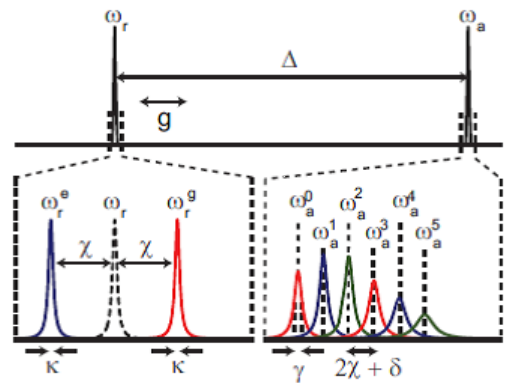 ωᵣ ωₐ
Δ
g
ωᵣᵉ ωᵣ ωᵣᵍ
χ χ
κ κ
ωₐ⁰ ωₐ¹ ωₐ² ωₐ³ ωₐ⁴ ωₐ⁵
γ 2χ + δ